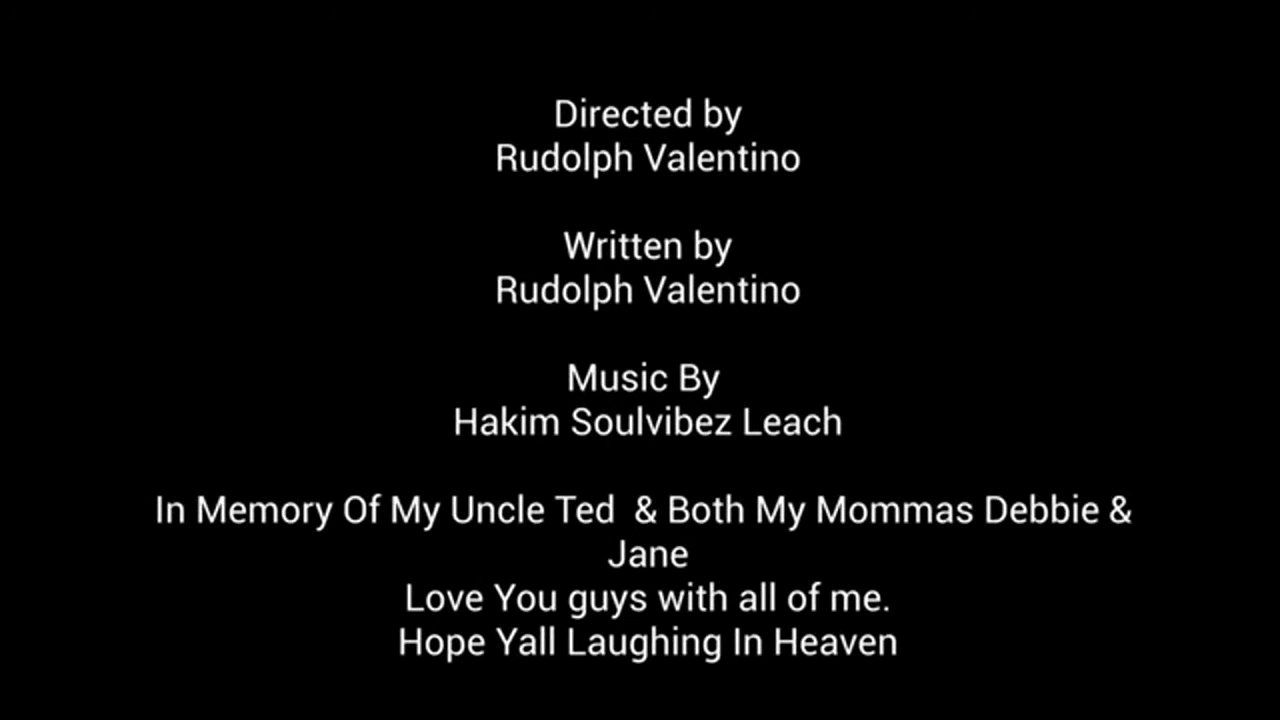 Directed by
Rudolph Valentino
Written by
Rudolph Valentino
Music By
Hakim Soulvibez Leach
In Memory Of My Uncle Ted  & Both My Mommas Debbie &
Jane
Love You guys with all of me.
Hope Yall Laughing In Heaven